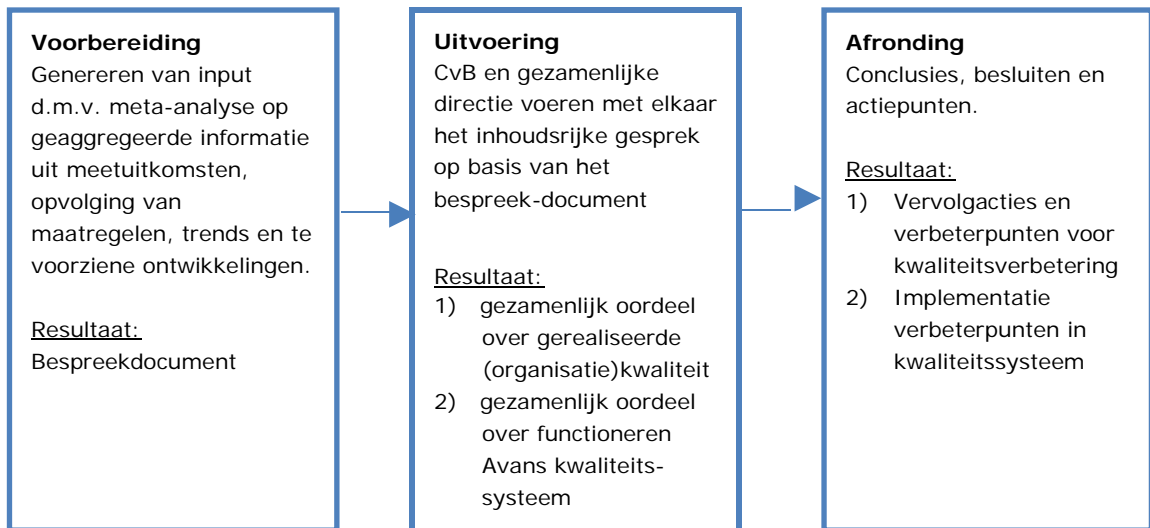 Voorbereiding
Genereren van input
d.m.v. meta-analyse op
geaggregeerde informatie
uit meetuitkomsten,
opvolging van
maatregelen, trends en te
voorziene ontwikkelingen.
Resultaat:
Bespreekdocument
Uitvoering
CvB en gezamenlijke
directie voeren met elkaar
het inhoudsrijke gesprek
op basis van het
bespreek-document
Resultaat:
1) gezamenlijk oordeel
over gerealiseerde
(organisatie)kwaliteit
2) gezamenlijk oordeel
over functioneren
Avans kwaliteits-
systeem
Afronding
Conclusies, besluiten en
actiepunten.
Resultaat:
1) Vervolgacties en
verbeterpunten voor
kwaliteitsverbetering
2) Implementatie
verbeterpunten in
kwaliteitssysteem